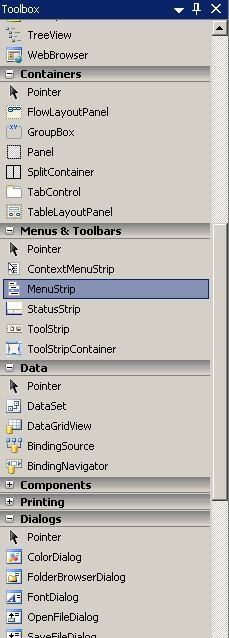 Toolbox
TreeView
WebBrowser
Containers
Pointer
FlowLayoutPanel
GroupBox
Panel
SplitContainer
TabControl
TableLayoutPanel
Menus & Toolbars
Pointer
ContextMenuStrip
MenuStrip
StatusStrip
ToolStrip
ToolStripContainer
Data
Pointer
DataSet
DataGridView
BindingSource
BindingNavigator
Components
Printing
Dialogs
Pointer
ColorDialog
FolderBrowserDialog
FontDialog
OpenFileDialog
SaveFileDialog